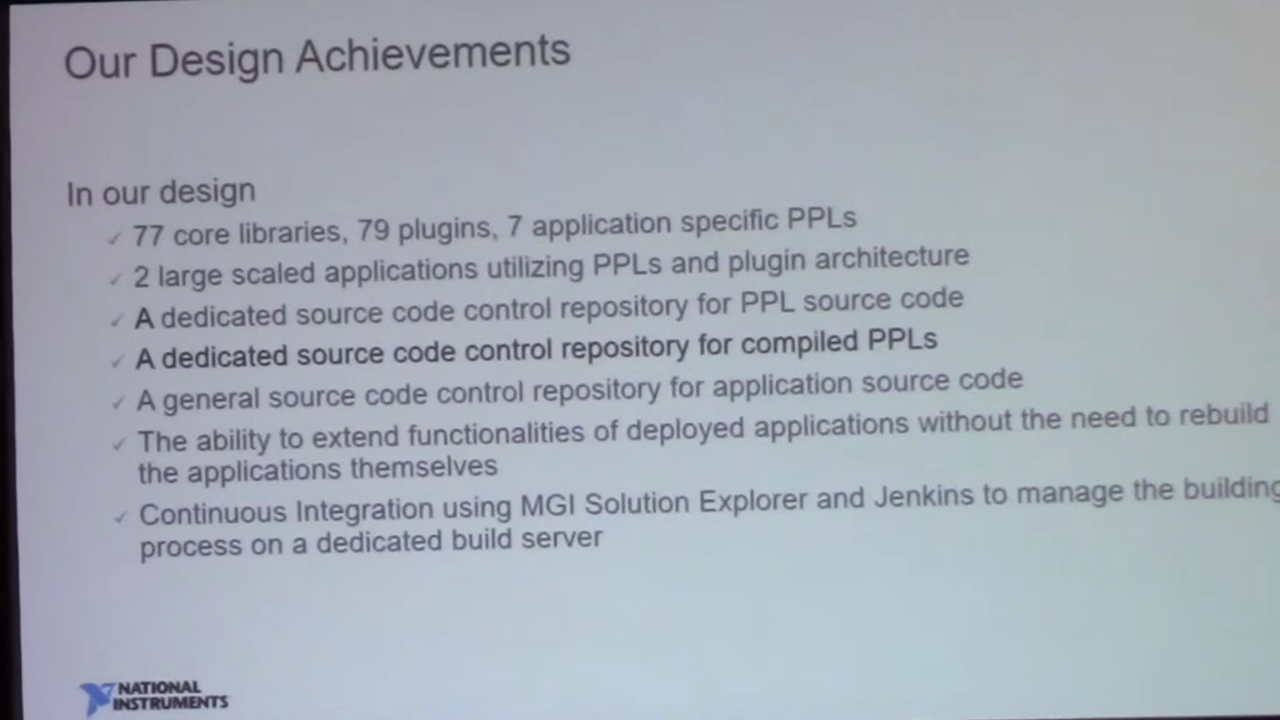 Our Design Achievements
In our design
✓ 77 core libraries, 79 plugins, 7 application specific PPLs
✓ 2 large scaled applications utilizing PPLs and plugin architecture
✓ A dedicated source code control repository for PPL source code
✓ A dedicated source code control repository for compiled PPLs
✓ A general source code control repository for application source code
✓ The ability to extend functionalities of deployed applications without the need to rebuild
the applications themselves
✓ Continuous Integration using MGI Solution Explorer and Jenkins to manage the building
process on a dedicated build server
NATIONAL
INSTRUMENTS